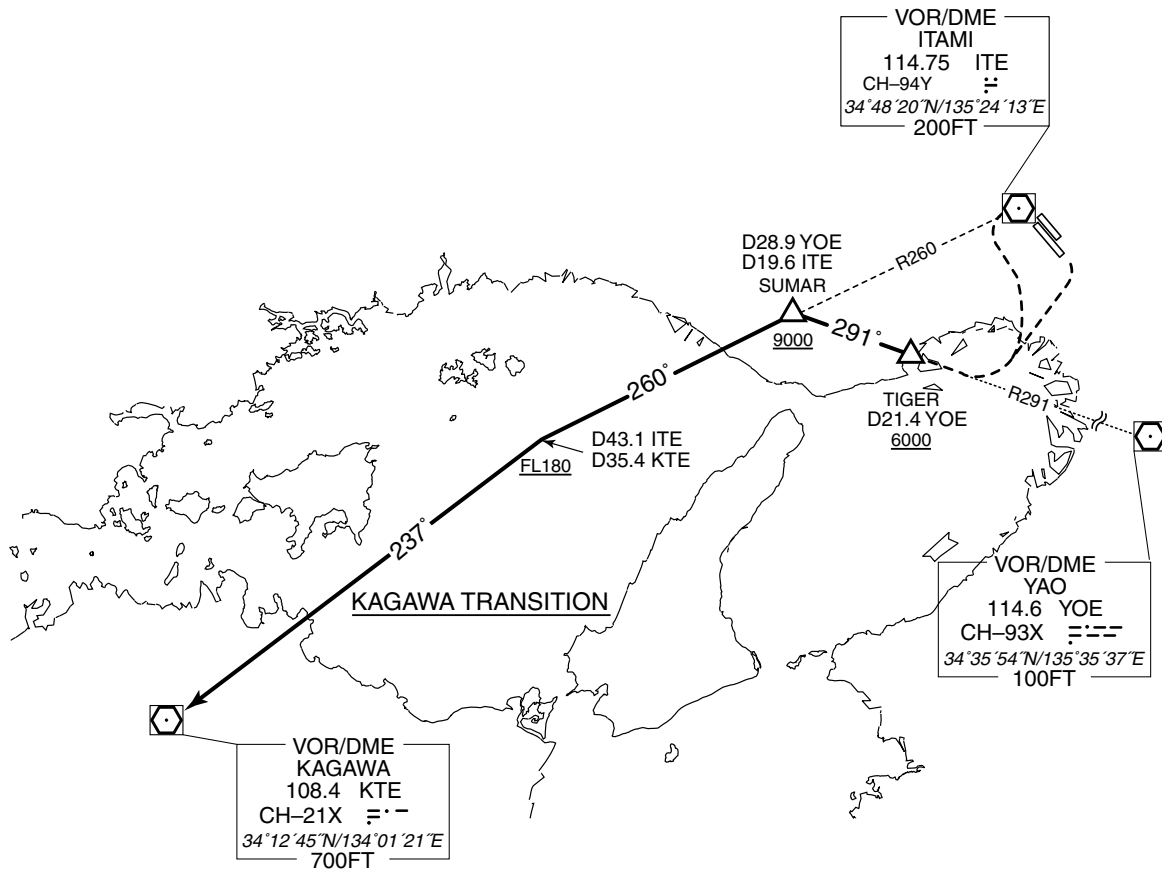 VOR/DME
ITAMI
114.75 ITE
CH–94Y
34°48´20˝N/135°24´13˝E
200FT
D28.9 YOE
D19.6 ITE
SUMAR
9000
R260
291°
TIGER
D21.4 YOE
6000
R291
260°
D43.1 ITE
D35.4 KTE
FL180
237°
KAGAWA TRANSITION
VOR/DME
YAO
114.6 YOE
CH–93X
34°35´54˝N/135°35´37˝E
100FT
VOR/DME
KAGAWA
108.4 KTE
CH–21X
34°12´45˝N/134°01´21˝E
700FT